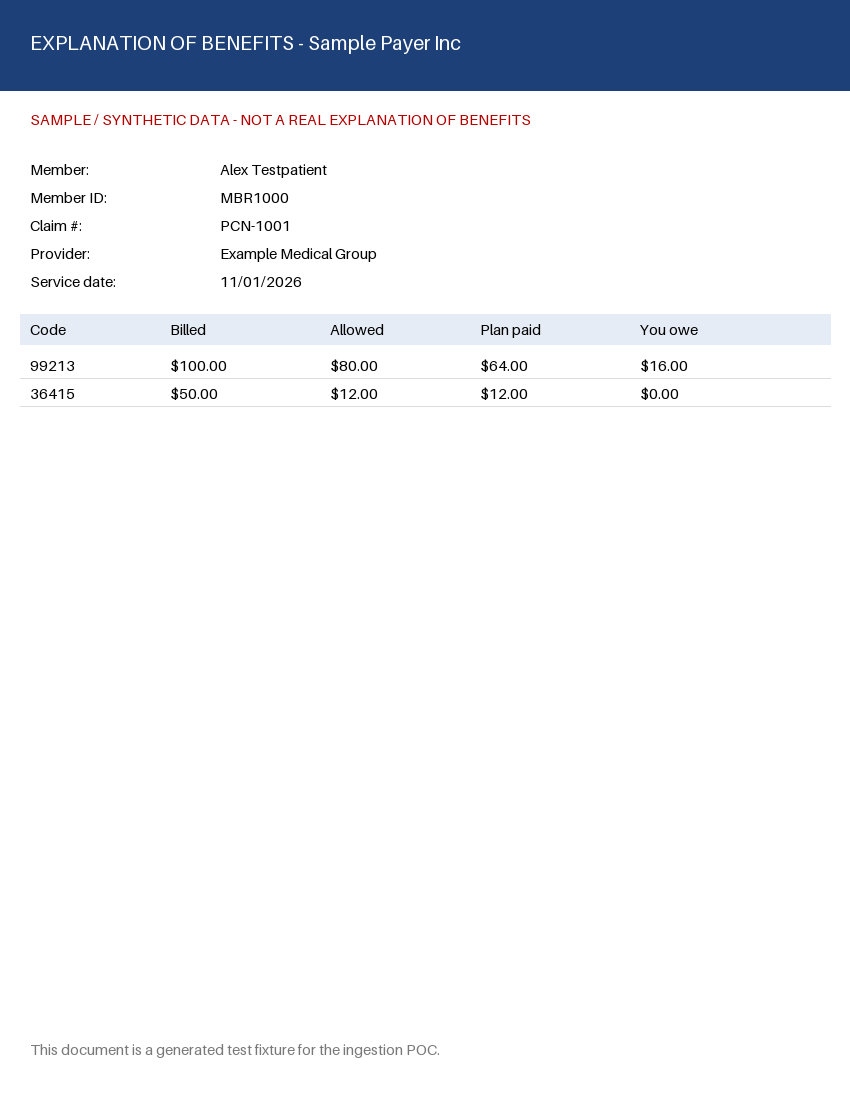 EXPLANATION OF BENEFITS - Sample Payer Inc
SAMPLE / SYNTHETIC DATA - NOT A REAL EXPLANATION OF BENEFITS
Member: Alex Testpatient
Member ID: MBR1000
Claim #: PCN-1001
Provider: Example Medical Group
Service date: 11/01/2026
Code Billed Allowed Plan paid You owe
99213 $100.00 $80.00 $64.00 $16.00
36415 $50.00 $12.00 $12.00 $0.00
This document is a generated test fixture for the ingestion POC.